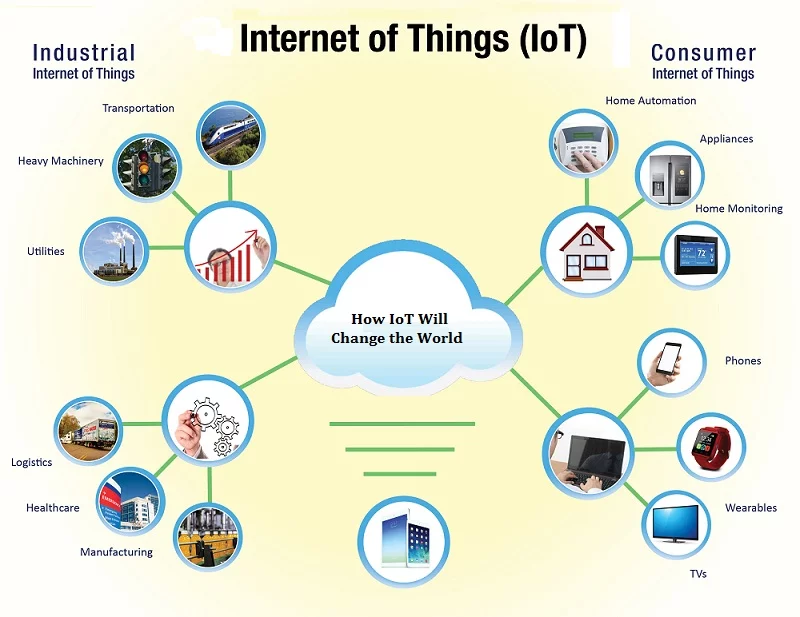 Internet of Things (IoT)
Industrial
Internet of Things
Consumer
Internet of Things
Transportation
Heavy Machinery
Utilities
Home Automation
Appliances
Home Monitoring
72
How IoT Will
Change the World
Phones
Logistics
Healthcare
Manufacturing
Wearables
TVs